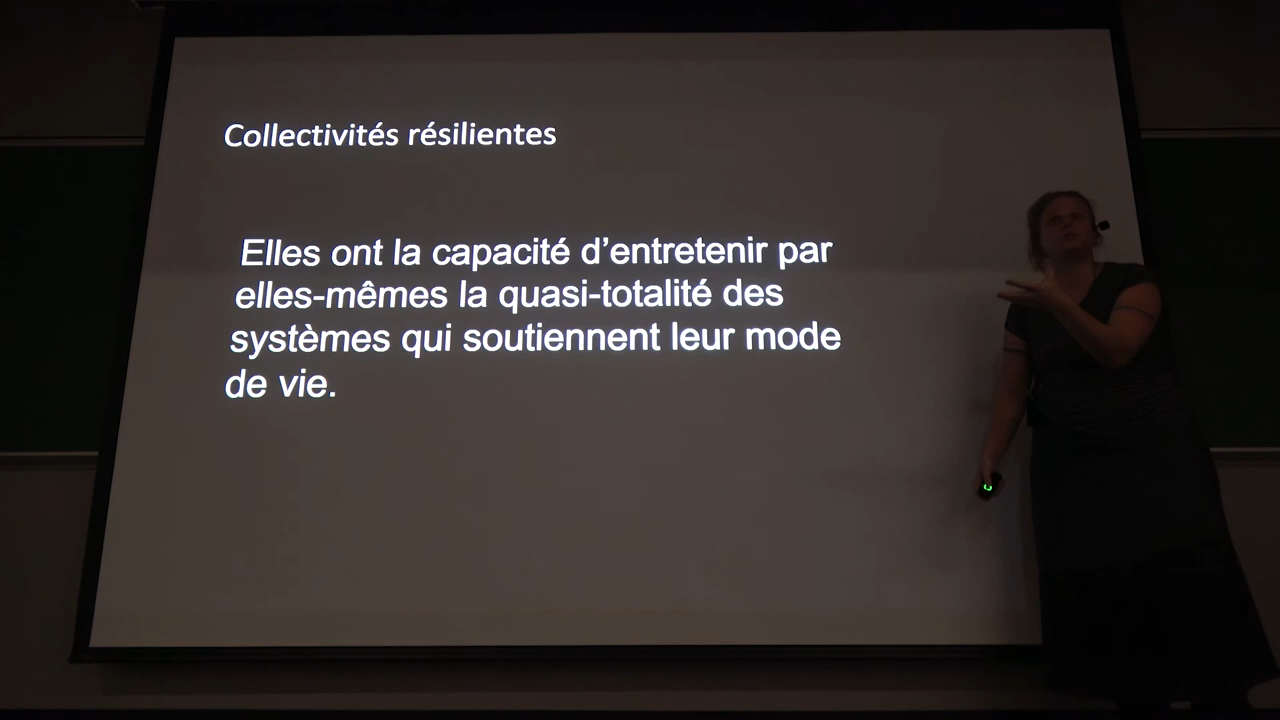 Collectivités résilientes
Elles ont la capacité d’entretenir par
elles-mêmes la quasi-totalité des
systèmes qui soutiennent leur mode
de vie.